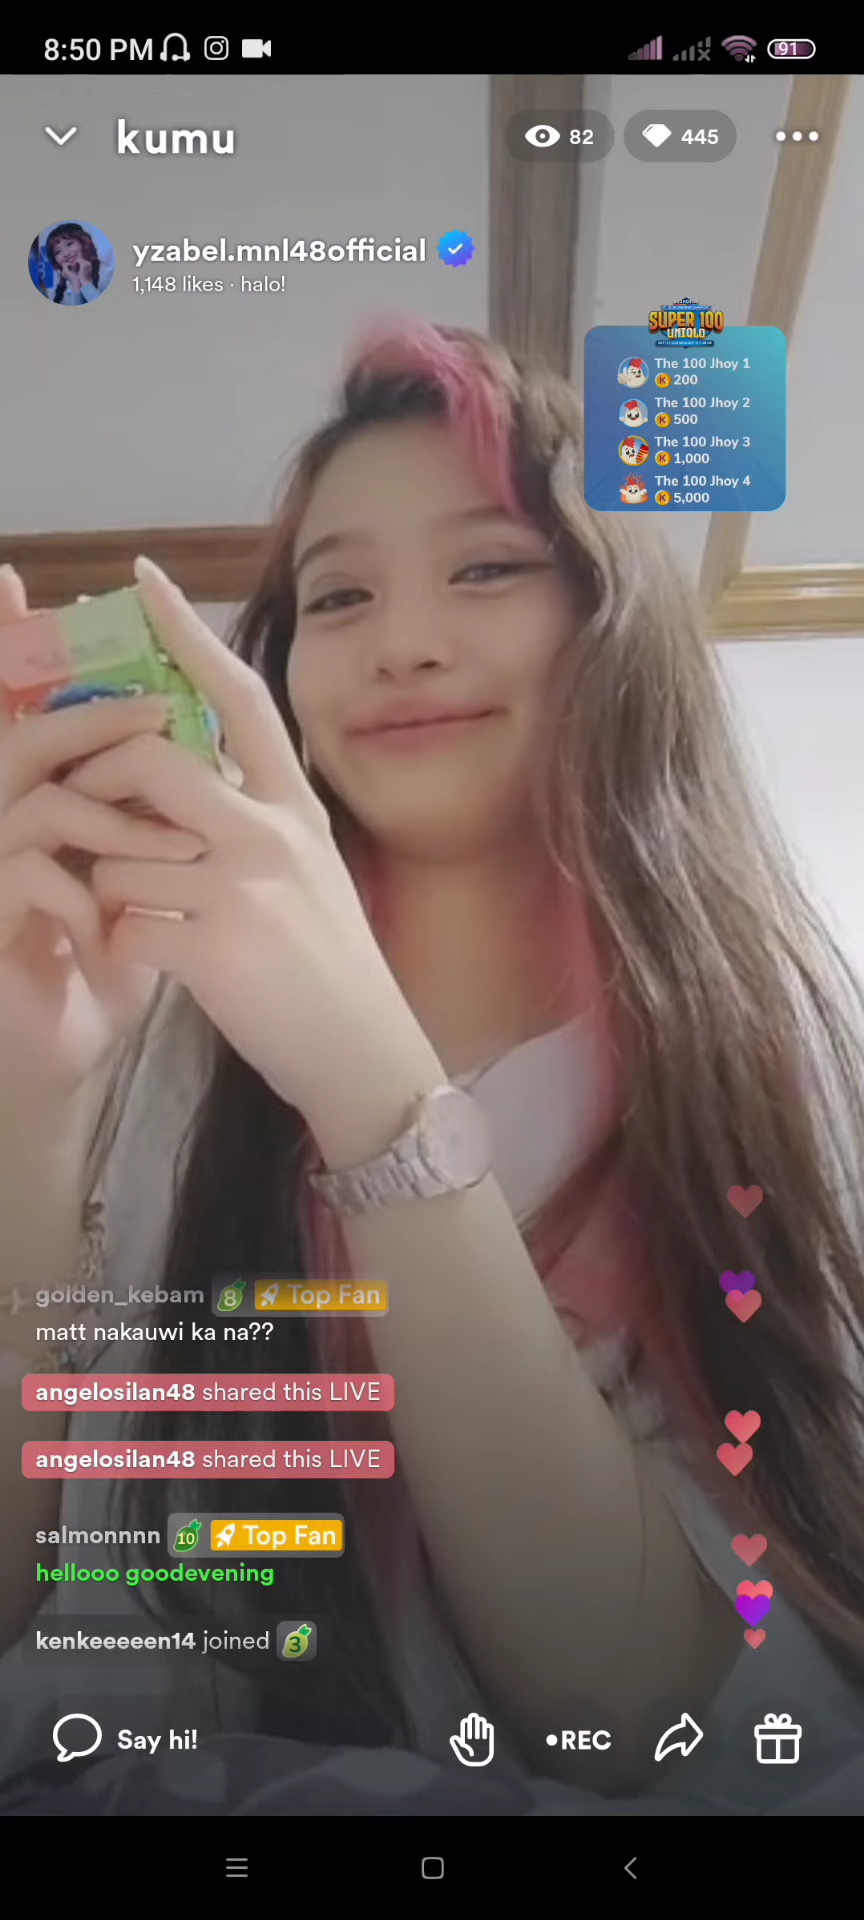 8:50 PM
91
kumu
82
445
yzabel.mnl48official
1,148 likes · halo!
SUPER 100
UNIQLO
The 100 Jhoy 1
K 200
The 100 Jhoy 2
K 500
The 100 Jhoy 3
K 1,000
The 100 Jhoy 4
K 5,000
golden_kebam 8 Top Fan
matt nakauwi ka na??
angelosilan48 shared this LIVE
angelosilan48 shared this LIVE
salmonnnn 10 Top Fan
hellooo goodevening
kenkeeeeen14 joined 3
Say hi!
•REC